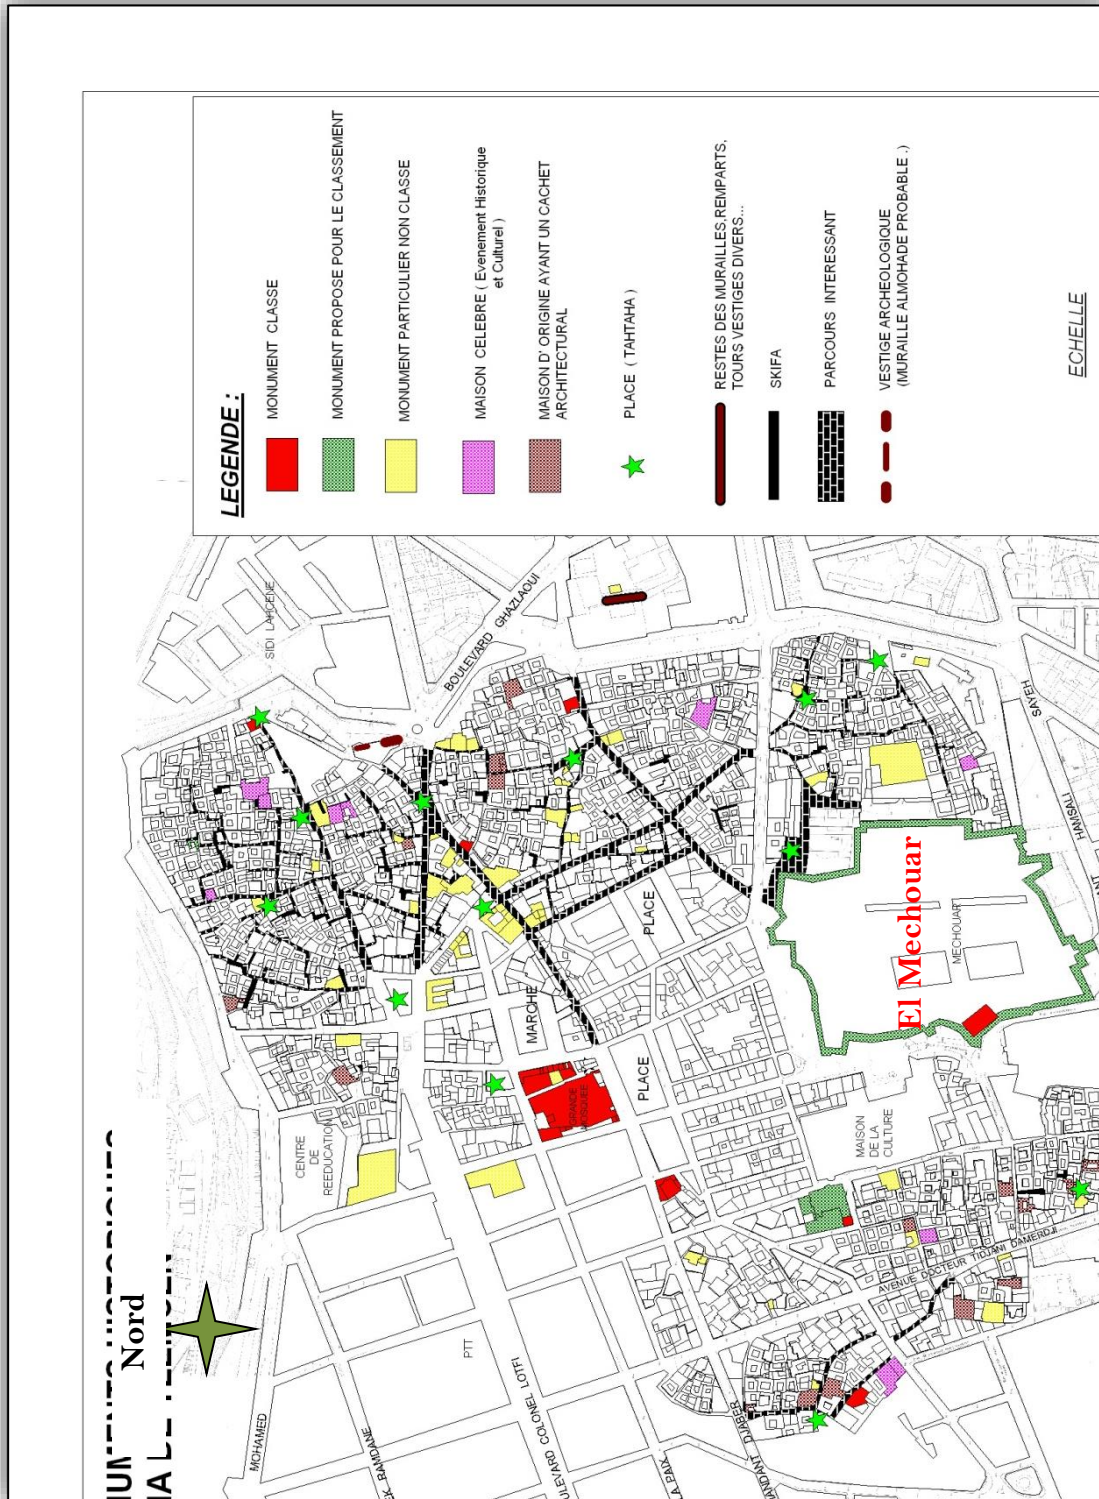 LEGENDE :
MONUMENT CLASSE
MONUMENT PROPOSE POUR LE CLASSEMENT
MONUMENT PARTICULIER NON CLASSE
MAISON CELEBRE ( Evenement Historique
et Culturel )
MAISON D' ORIGINE AYANT UN CACHET
ARCHITECTURAL
PLACE ( TAHTAHA )
RESTES DES MURAILLES,REMPARTS,
TOURS VESTIGES DIVERS...
SKIFA
PARCOURS INTERESSANT
VESTIGE ARCHEOLOGIQUE
(MURAILLE ALMOHADE PROBABLE .)
ECHELLE
Nord
SIDI LAHCENE
BOULEVARD GHAZLAOUI
SAYEH
HANSALI
El Mechouar
MECHOUAR
PLACE
MARCHE
PLACE
GRANDE
MOSQUEE
MAISON
DE LA
CULTURE
CENTRE
DE
REEDUCATION
AVENUE DOCTEUR TIDJANI DAMERDJI
PTT
MOHAMED
RAMDANE
COLONEL LOTFI
LA PAIX
DJABER